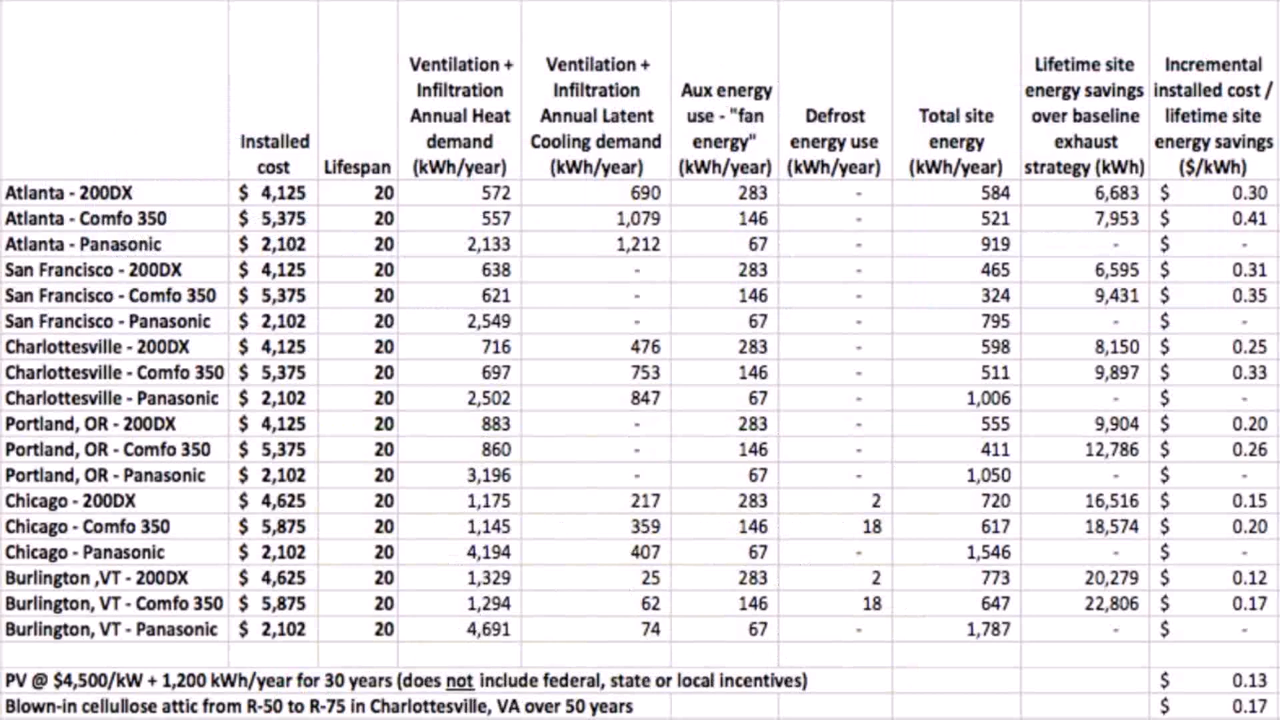 Installed cost | Lifespan | Ventilation + Infiltration Annual Heat demand (kWh/year) | Ventilation + Infiltration Annual Latent Cooling demand (kWh/year) | Aux energy use - "fan energy" (kWh/year) | Defrost energy use (kWh/year) | Total site energy (kWh/year) | Lifetime site energy savings over baseline exhaust strategy (kWh) | Incremental installed cost / lifetime site energy savings ($/kWh)
Atlanta - 200DX $ 4,125 20 572 690 283 - 584 6,683 $ 0.30
Atlanta - Comfo 350 $ 5,375 20 557 1,079 146 - 521 7,953 $ 0.41
Atlanta - Panasonic $ 2,102 20 2,133 1,212 67 - 919 - $ -
San Francisco - 200DX $ 4,125 20 638 - 283 - 465 6,595 $ 0.31
San Francisco - Comfo 350 $ 5,375 20 621 - 146 - 324 9,431 $ 0.35
San Francisco - Panasonic $ 2,102 20 2,549 - 67 - 795 - $ -
Charlottesville - 200DX $ 4,125 20 716 476 283 - 598 8,150 $ 0.25
Charlottesville - Comfo 350 $ 5,375 20 697 753 146 - 511 9,897 $ 0.33
Charlottesville - Panasonic $ 2,102 20 2,502 847 67 - 1,006 - $ -
Portland, OR - 200DX $ 4,125 20 883 - 283 - 555 9,904 $ 0.20
Portland, OR - Comfo 350 $ 5,375 20 860 - 146 - 411 12,786 $ 0.26
Portland, OR - Panasonic $ 2,102 20 3,196 - 67 - 1,050 - $ -
Chicago - 200DX $ 4,625 20 1,175 217 283 2 720 16,516 $ 0.15
Chicago - Comfo 350 $ 5,875 20 1,145 359 146 18 617 18,574 $ 0.20
Chicago - Panasonic $ 2,102 20 4,194 407 67 - 1,546 - $ -
Burlington ,VT - 200DX $ 4,625 20 1,329 25 283 2 773 20,279 $ 0.12
Burlington, VT - Comfo 350 $ 5,875 20 1,294 62 146 18 647 22,806 $ 0.17
Burlington, VT - Panasonic $ 2,102 20 4,691 74 67 - 1,787 - $ -
PV @ $4,500/kW + 1,200 kWh/year for 30 years (does not include federal, state or local incentives) $ 0.13
Blown-in cellullose attic from R-50 to R-75 in Charlottesville, VA over 50 years $ 0.17